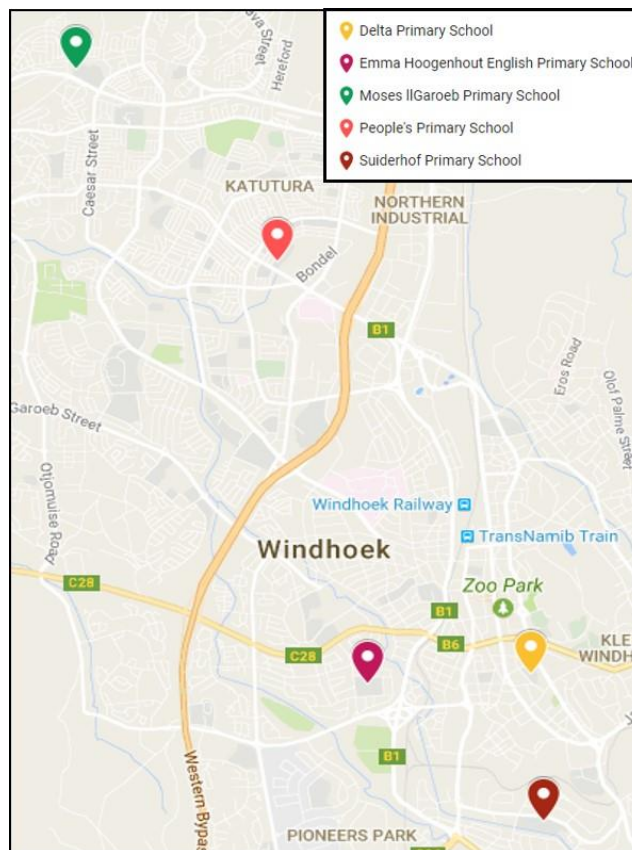 Delta Primary School
Emma Hoogenhout English Primary School
Moses llGaroeb Primary School
People's Primary School
Suiderhof Primary School
Street
Hereford
Caesar Street
KATUTURA
NORTHERN
INDUSTRIAL
Bondel
B1
Eros Road
Olof Palme Street
Garoeb Street
Otjomuise Road
Windhoek Railway
TransNamib Train
Windhoek
Zoo Park
C28
B1
B6
KLE
WINDH
C28
B1
Western Bypas
PIONEERS PARK